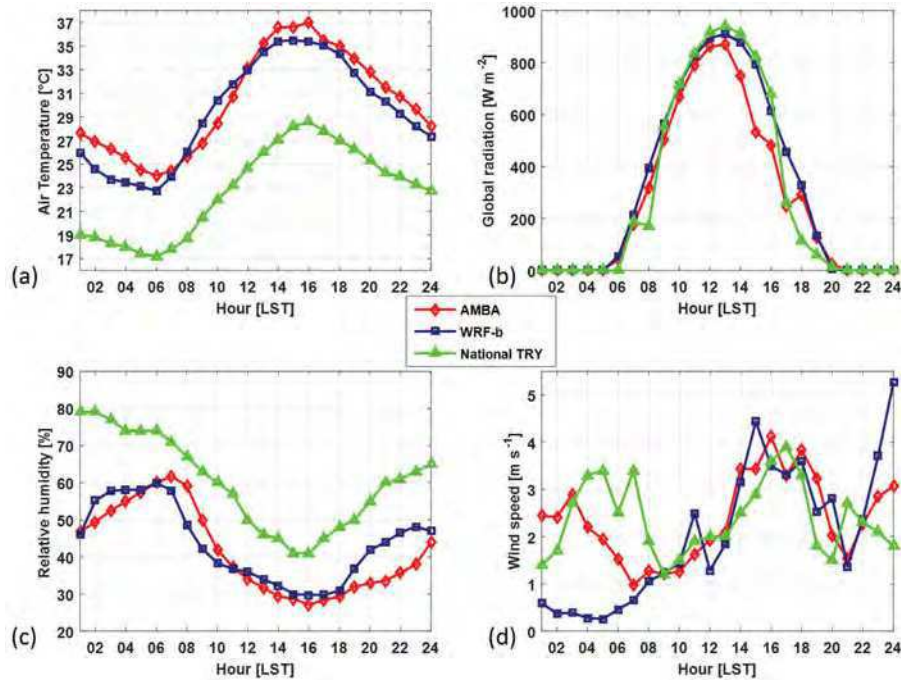 37
35
33
31
29
27
25
23
21
19
17
Air Temperature [°C]
02 04 06 08 10 12 14 16 18 20 22 24
Hour [LST]
(a)
1000
800
600
400
200
0
Global radiation [W m -2]
02 04 06 08 10 12 14 16 18 20 22 24
Hour [LST]
(b)
AMBA
WRF-b
National TRY
90
80
70
60
50
40
30
20
Relative humidity [%]
02 04 06 08 10 12 14 16 18 20 22 24
Hour [LST]
(c)
5
4
3
2
1
0
Wind speed [m s-1]
02 04 06 08 10 12 14 16 18 20 22 24
Hour [LST]
(d)